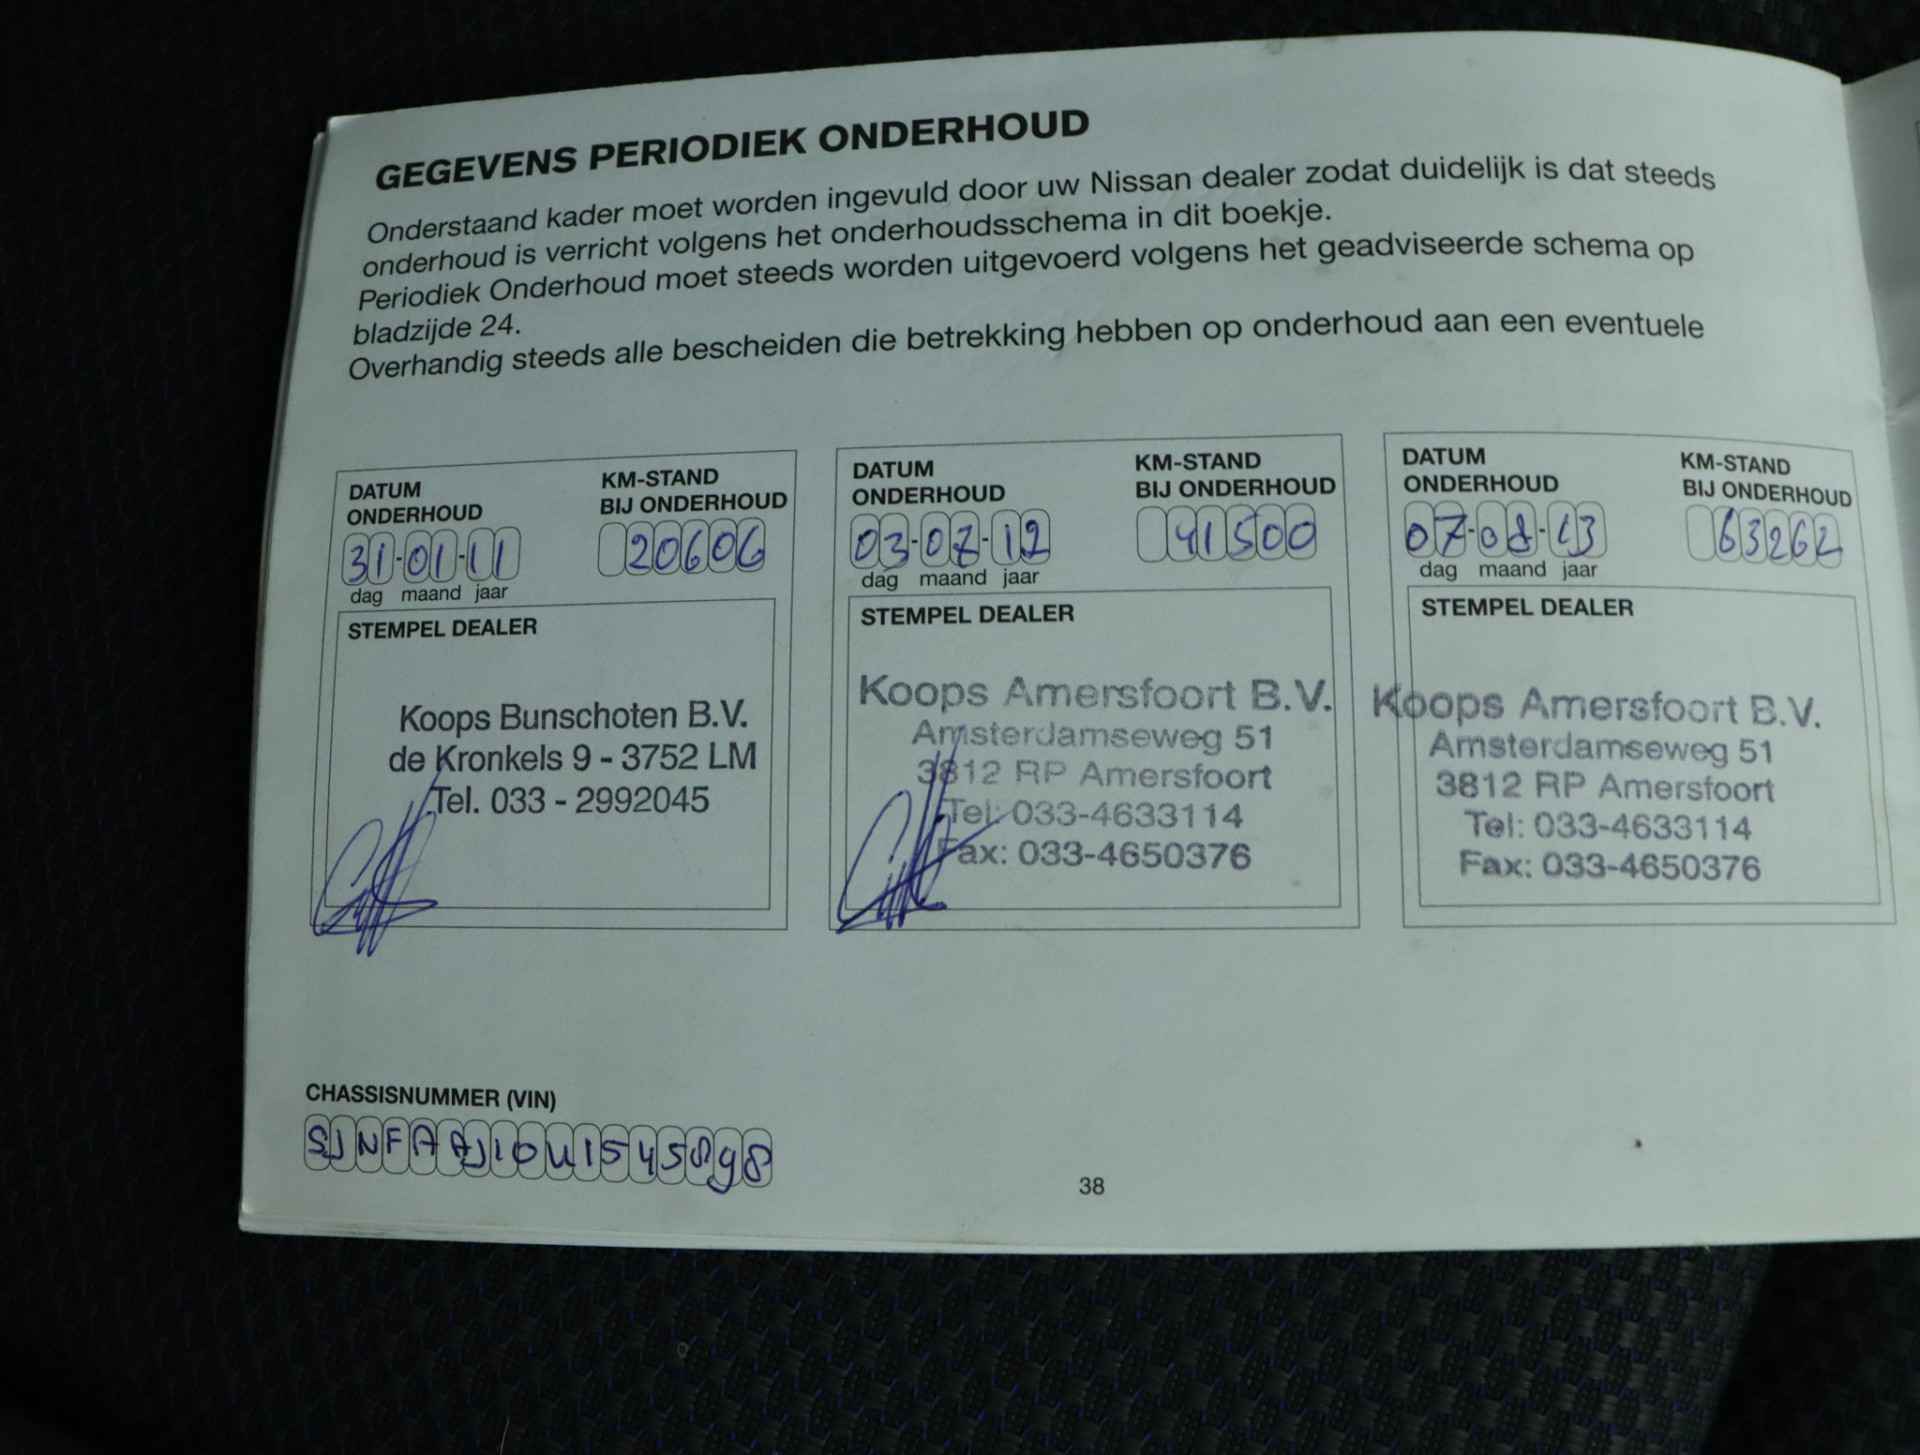 GEGEVENS PERIODIEK ONDERHOUD
Onderstaand kader moet worden ingevuld door uw Nissan dealer zodat duidelijk is dat steeds
onderhoud is verricht volgens het onderhoudsschema in dit boekje.
Periodiek Onderhoud moet steeds worden uitgevoerd volgens het geadviseerde schema op
bladzijde 24.
Overhandig steeds alle bescheiden die betrekking hebben op onderhoud aan een eventuele
DATUM
ONDERHOUD
KM-STAND
BIJ ONDERHOUD
31-01-11
20606
dag maand jaar
STEMPEL DEALER
Koops Bunschoten B.V.
de Kronkels 9 - 3752 LM
Tel. 033 - 2992045
DATUM
ONDERHOUD
KM-STAND
BIJ ONDERHOUD
03-07-12
41500
dag maand jaar
STEMPEL DEALER
Koops Amersfoort B.V.
Amsterdamseweg 51
3812 RP Amersfoort
Tel: 033-4633114
Fax: 033-4650376
DATUM
ONDERHOUD
KM-STAND
BIJ ONDERHOUD
07-08-13
63262
dag maand jaar
STEMPEL DEALER
Koops Amersfoort B.V.
Amsterdamseweg 51
3812 RP Amersfoort
Tel: 033-4633114
Fax: 033-4650376
CHASSISNUMMER (VIN)
SJNFAAJ10U1545898
38